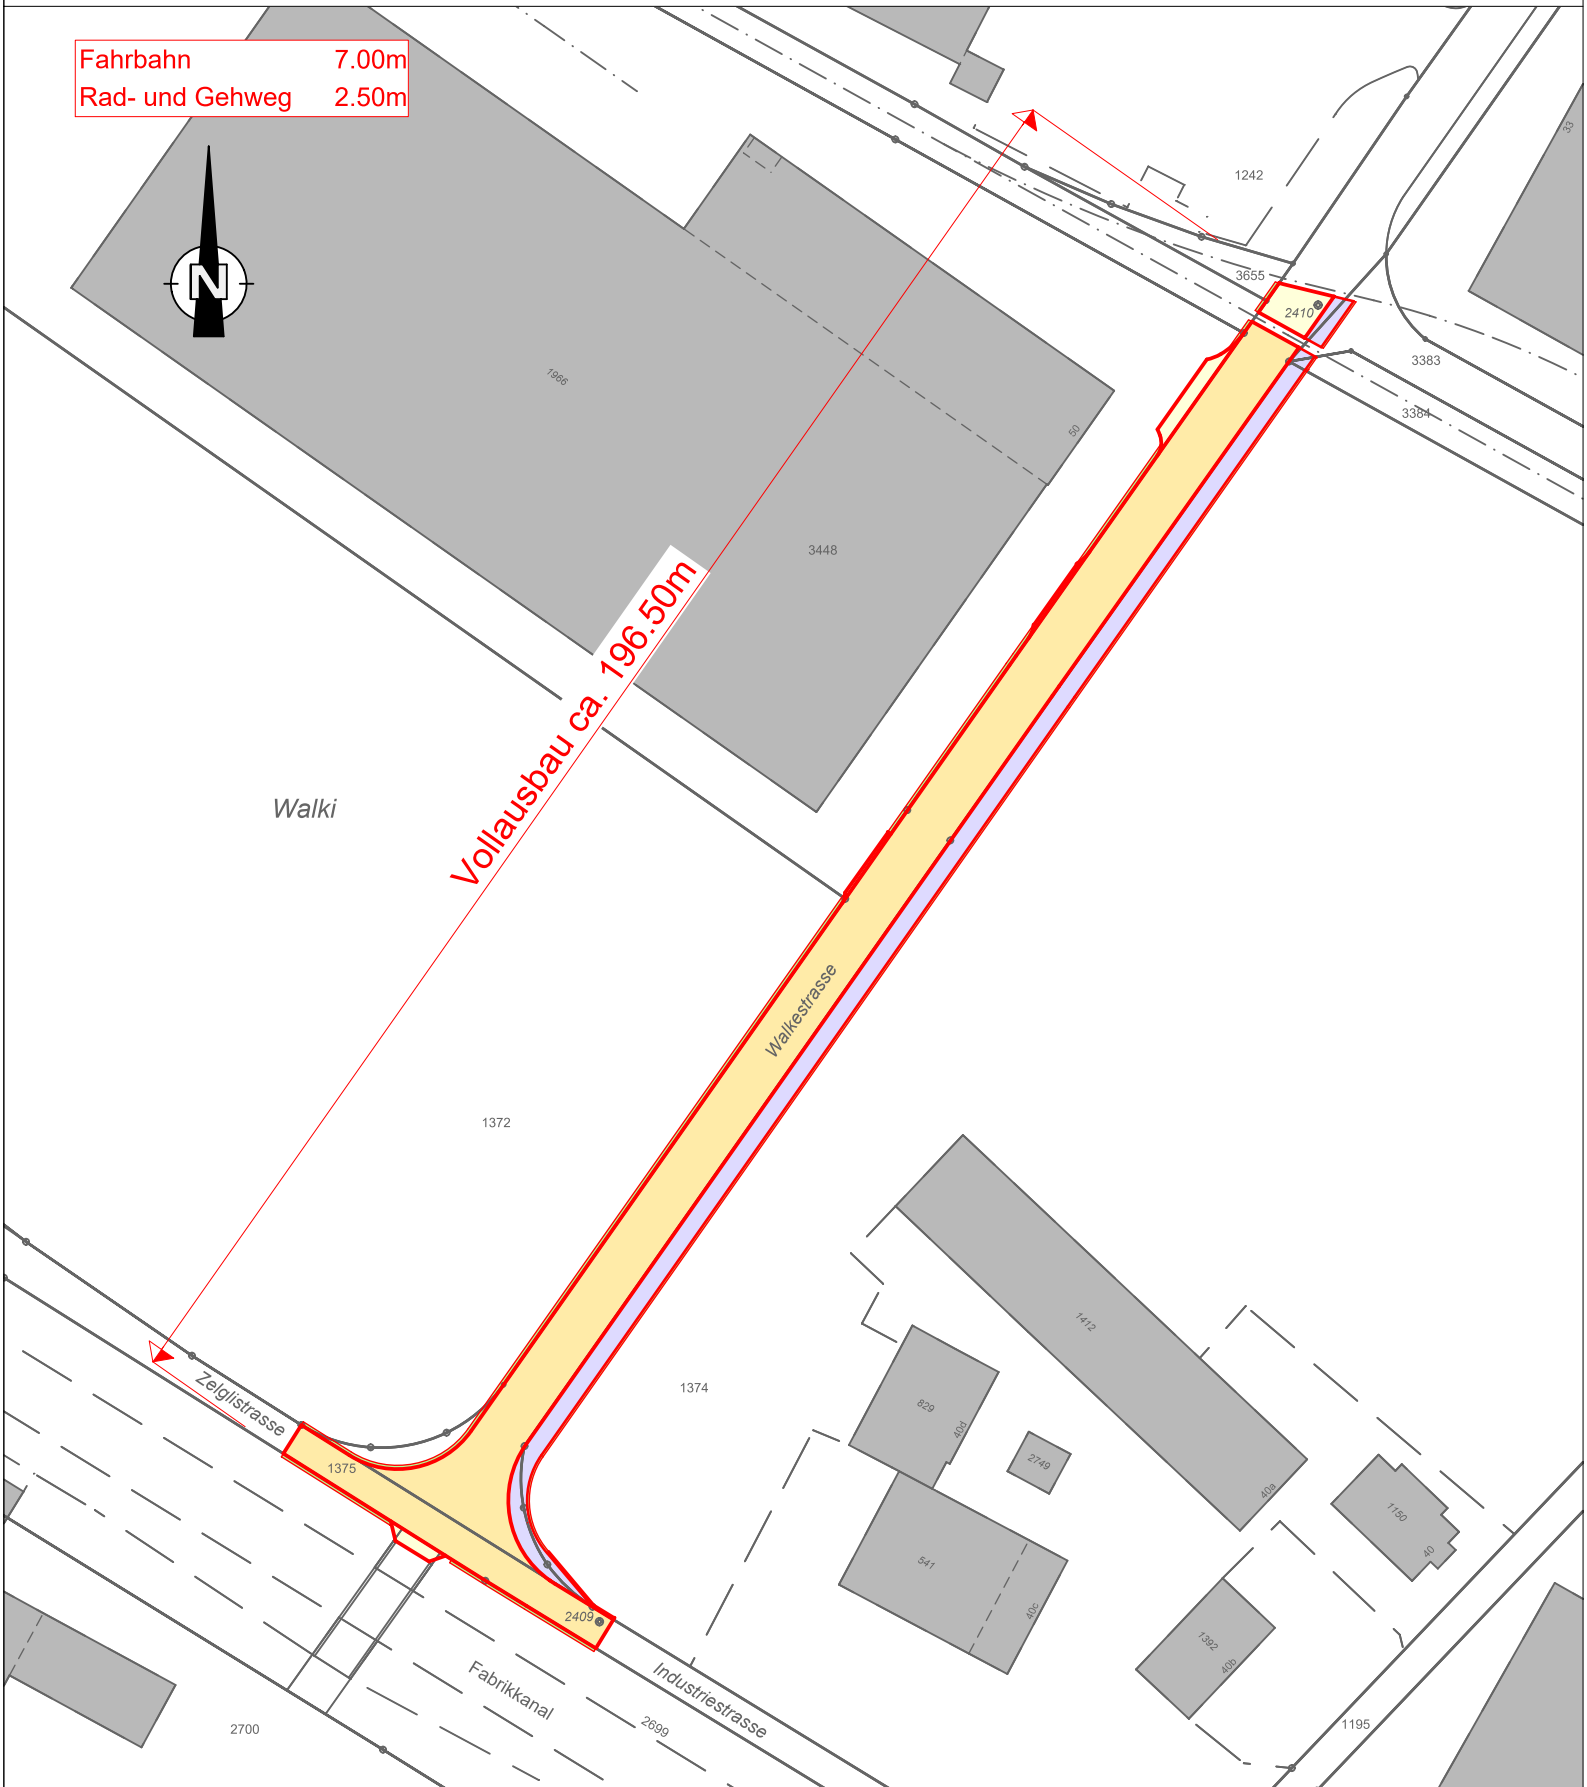 Fahrbahn 7.00m
Rad- und Gehweg 2.50m
N
33
1242
3655
2410
3383
3384
1966
50
3448
Vollausbau ca. 196.50m
Walki
Walkestrasse
1372
1412
Zelglistrasse
1374
829
40d
1375
2749
40a
1150
40
541
40c
2409
1392
40b
Industriestrasse
Fabrikkanal
2699
2700
1195